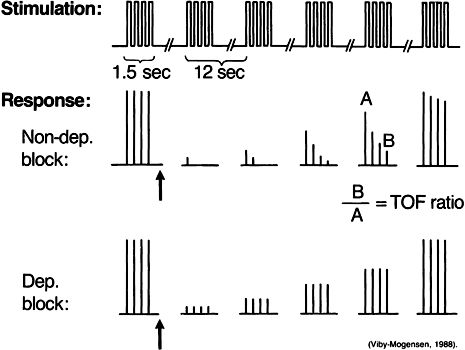 Stimulation:
1.5 sec
12 sec
Response:
Non-dep.
block:
A
B
B
A
= TOF ratio
Dep.
block:
(Viby-Mogensen, 1988).